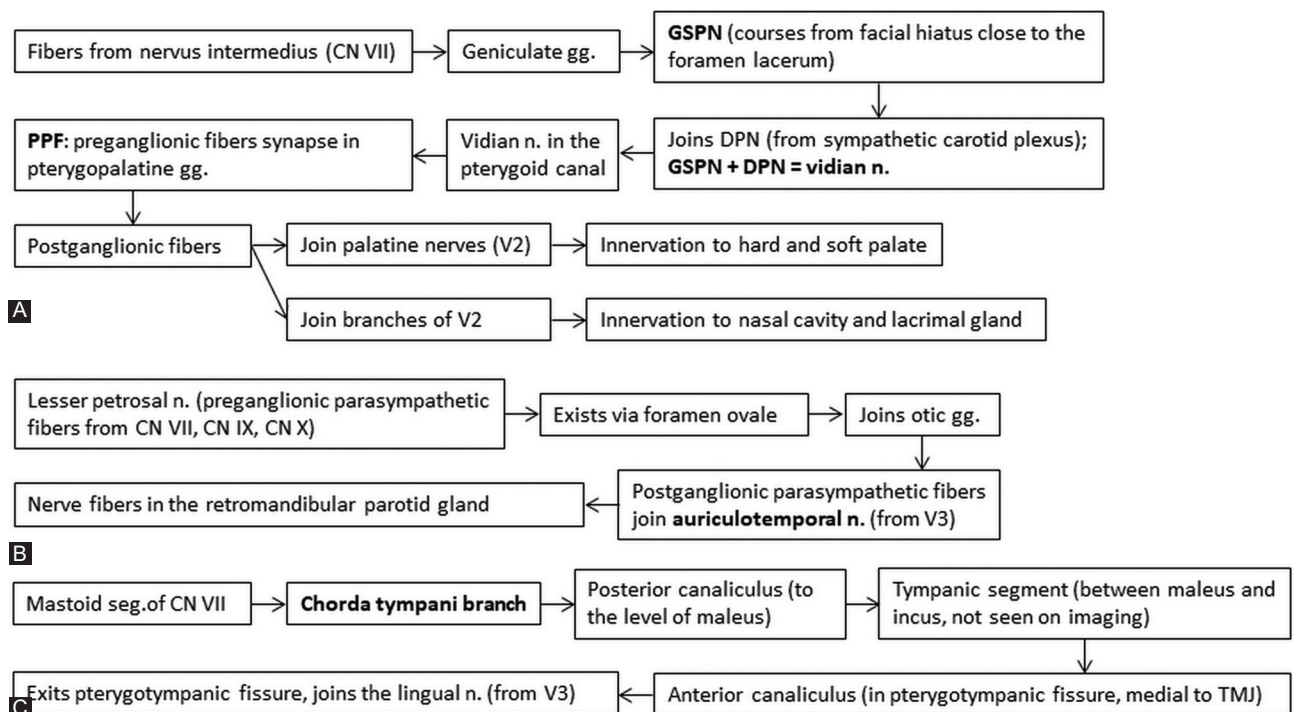 Fibers from nervus intermedius (CN VII)
Geniculate gg.
GSPN (courses from facial hiatus close to the
foramen lacerum)
Joins DPN (from sympathetic carotid plexus);
GSPN + DPN = vidian n.
Vidian n. in the
pterygoid canal
PPF: preganglionic fibers synapse in
pterygopalatine gg.
Postganglionic fibers
Join palatine nerves (V2)
Innervation to hard and soft palate
Join branches of V2
Innervation to nasal cavity and lacrimal gland
A
Lesser petrosal n. (preganglionic parasympathetic
fibers from CN VII, CN IX, CN X)
Exists via foramen ovale
Joins otic gg.
Postganglionic parasympathetic fibers
join auriculotemporal n. (from V3)
Nerve fibers in the retromandibular parotid gland
B
Mastoid seg.of CN VII
Chorda tympani branch
Posterior canaliculus (to
the level of maleus)
Tympanic segment (between maleus and
incus, not seen on imaging)
Anterior canaliculus (in pterygotympanic fissure, medial to TMJ)
Exits pterygotympanic fissure, joins the lingual n. (from V3)
C